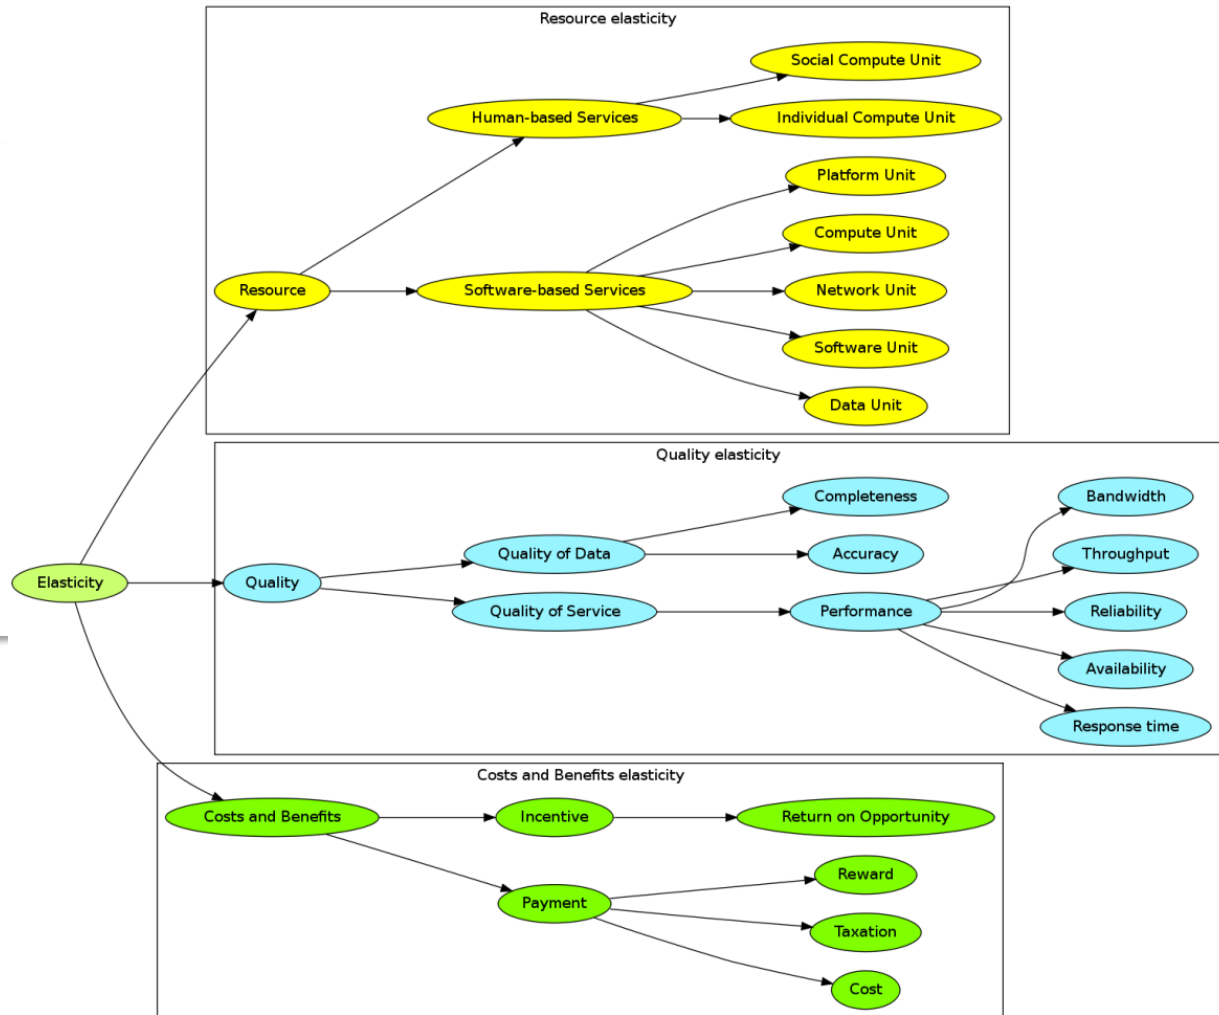 Resource elasticity
Social Compute Unit
Human-based Services
Individual Compute Unit
Platform Unit
Compute Unit
Resource
Software-based Services
Network Unit
Software Unit
Data Unit
Quality elasticity
Completeness
Bandwidth
Quality of Data
Accuracy
Throughput
Elasticity
Quality
Quality of Service
Performance
Reliability
Availability
Response time
Costs and Benefits elasticity
Costs and Benefits
Incentive
Return on Opportunity
Reward
Payment
Taxation
Cost